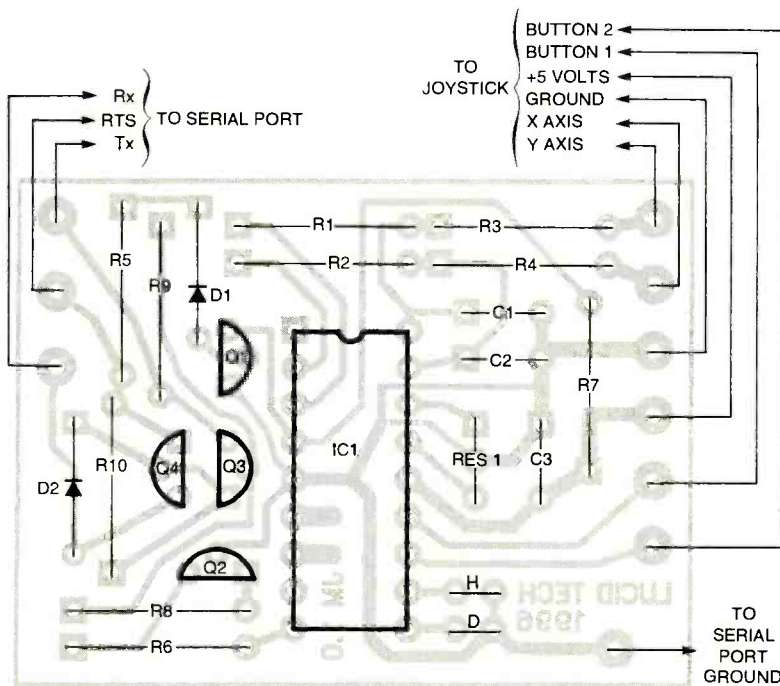 BUTTON 2
BUTTON 1
+5 VOLTS
GROUND
X AXIS
Y AXIS
TO
JOYSTICK
Rx
RTS
Tx
TO SERIAL PORT
R1
R3
R5
R9
R2
R4
D1
C1
Q1
C2
R7
IC1
R10
Q4
Q3
RES 1
C3
D2
Q2
H
R8
D
R6
LUCID TECH
1996
TO
SERIAL
PORT
GROUND